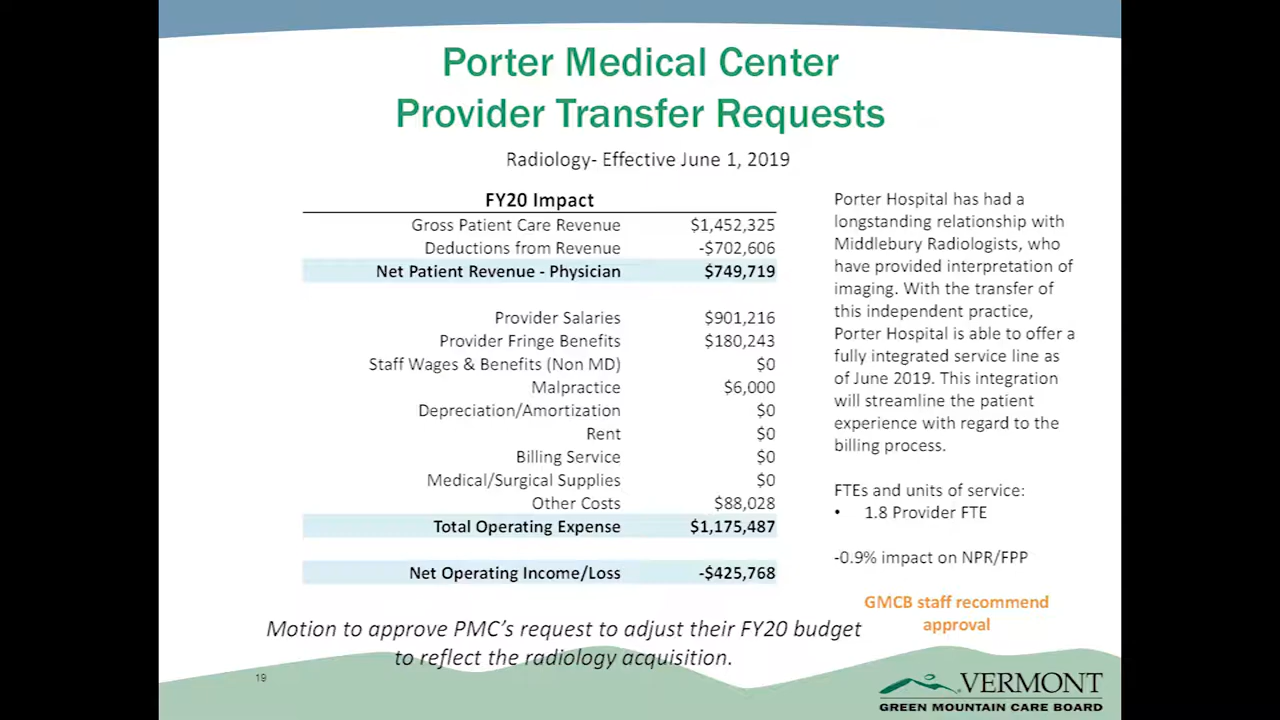 Porter Medical Center
Provider Transfer Requests
Radiology- Effective June 1, 2019
FY20 Impact
Gross Patient Care Revenue $1,452,325
Deductions from Revenue -$702,606
Net Patient Revenue - Physician $749,719
Provider Salaries $901,216
Provider Fringe Benefits $180,243
Staff Wages & Benefits (Non MD) $0
Malpractice $6,000
Depreciation/Amortization $0
Rent $0
Billing Service $0
Medical/Surgical Supplies $0
Other Costs $88,028
Total Operating Expense $1,175,487
Net Operating Income/Loss -$425,768
Porter Hospital has had a
longstanding relationship with
Middlebury Radiologists, who
have provided interpretation of
imaging. With the transfer of
this independent practice,
Porter Hospital is able to offer a
fully integrated service line as
of June 2019. This integration
will streamline the patient
experience with regard to the
billing process.
FTEs and units of service:
• 1.8 Provider FTE
-0.9% impact on NPR/FPP
GMCB staff recommend
approval
Motion to approve PMC's request to adjust their FY20 budget
to reflect the radiology acquisition.
19
VERMONT
GREEN MOUNTAIN CARE BOARD